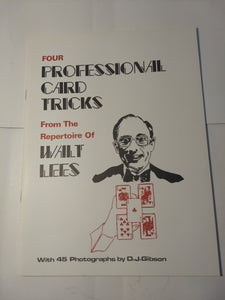 FOUR
PROFESSIONAL
CARD
TRICKS
From The
Repertoire Of
WALT
LEES
With 45 Photographs by D.J.Gibson